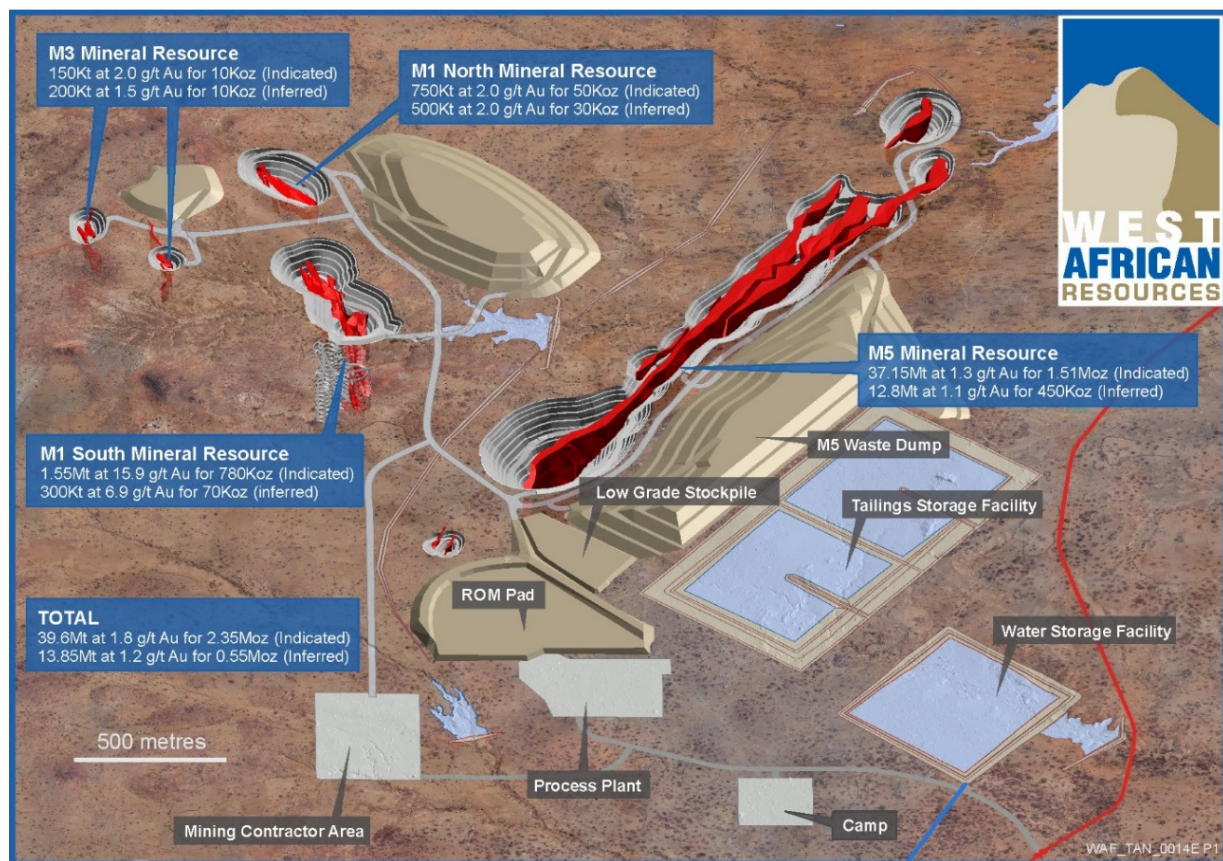 M3 Mineral Resource
150Kt at 2.0 g/t Au for 10Koz (Indicated)
200Kt at 1.5 g/t Au for 10Koz (Inferred)
M1 North Mineral Resource
750Kt at 2.0 g/t Au for 50Koz (Indicated)
500Kt at 2.0 g/t Au for 30Koz (Inferred)
WEST
AFRICAN
RESOURCES
M5 Mineral Resource
37.15Mt at 1.3 g/t Au for 1.51Moz (Indicated)
12.8Mt at 1.1 g/t Au for 450Koz (Inferred)
M1 South Mineral Resource
1.55Mt at 15.9 g/t Au for 780Koz (Indicated)
300Kt at 6.9 g/t Au for 70Koz (inferred)
M5 Waste Dump
Low Grade Stockpile
Tailings Storage Facility
ROM Pad
TOTAL
39.6Mt at 1.8 g/t Au for 2.35Moz (Indicated)
13.85Mt at 1.2 g/t Au for 0.55Moz (Inferred)
Water Storage Facility
500 metres
Process Plant
Mining Contractor Area
Camp
WAF_TAN_0014E P1